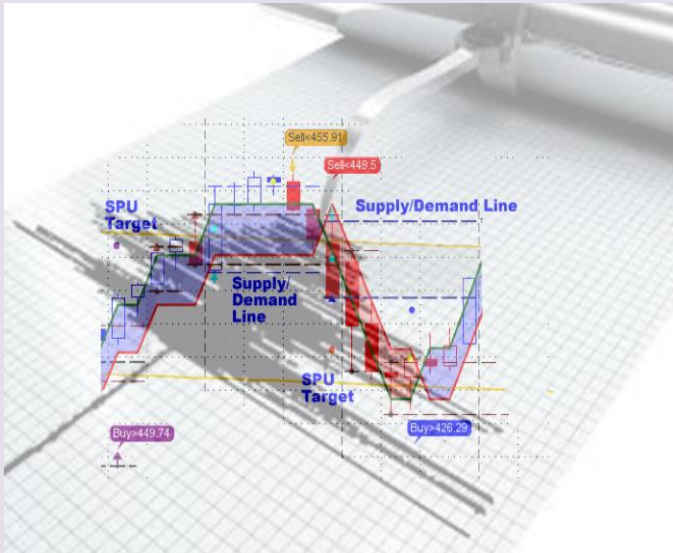 Sell<455.91
Sell<449.5
SPU
Target
Supply/Demand Line
Supply/
Demand
Line
SPU
Target
Buy>449.74
Buy>426.29